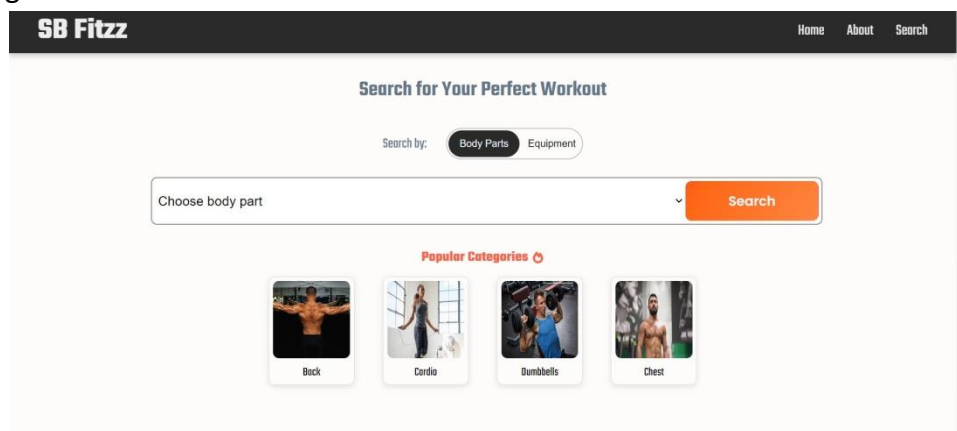 SB Fitzz
Home About Search
Search for Your Perfect Workout
Search by: Body Parts Equipment
Choose body part Search
Popular Categories
Back Cardio Dumbbells Chest